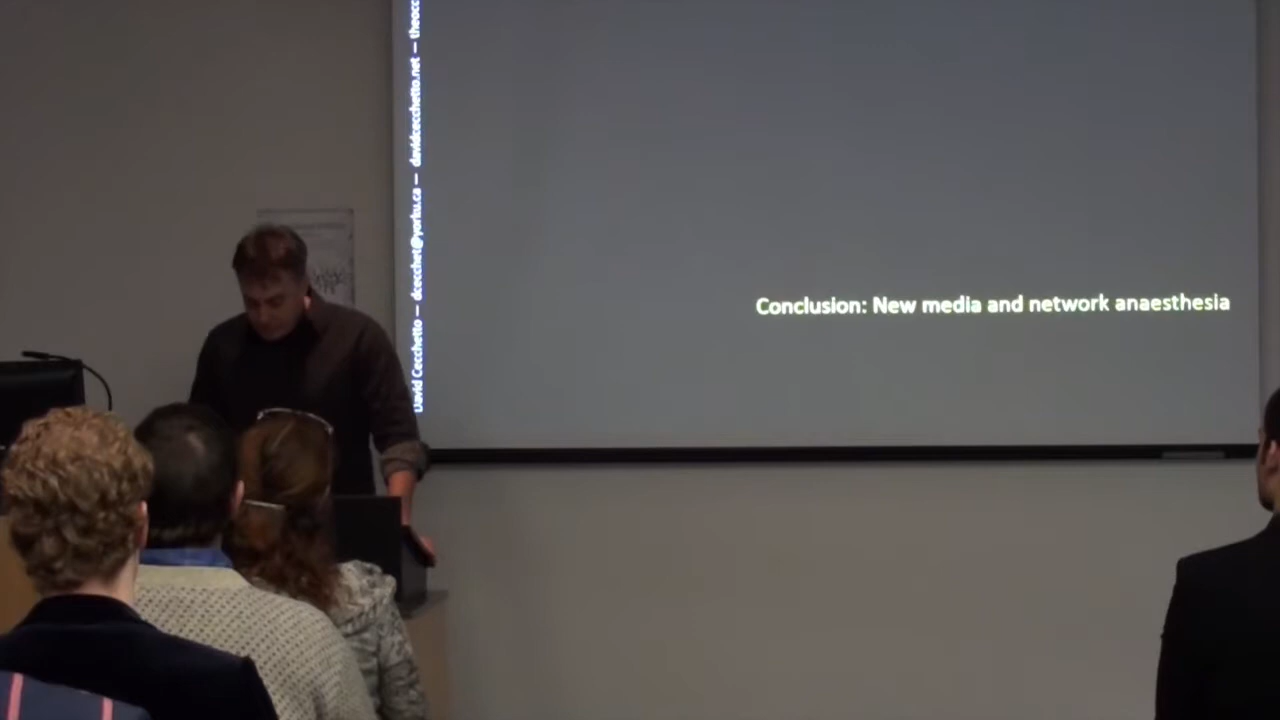 David Cecchetto – dcecchet@yorku.ca – davidcecchetto.net –
Conclusion: New media and network anaesthesia